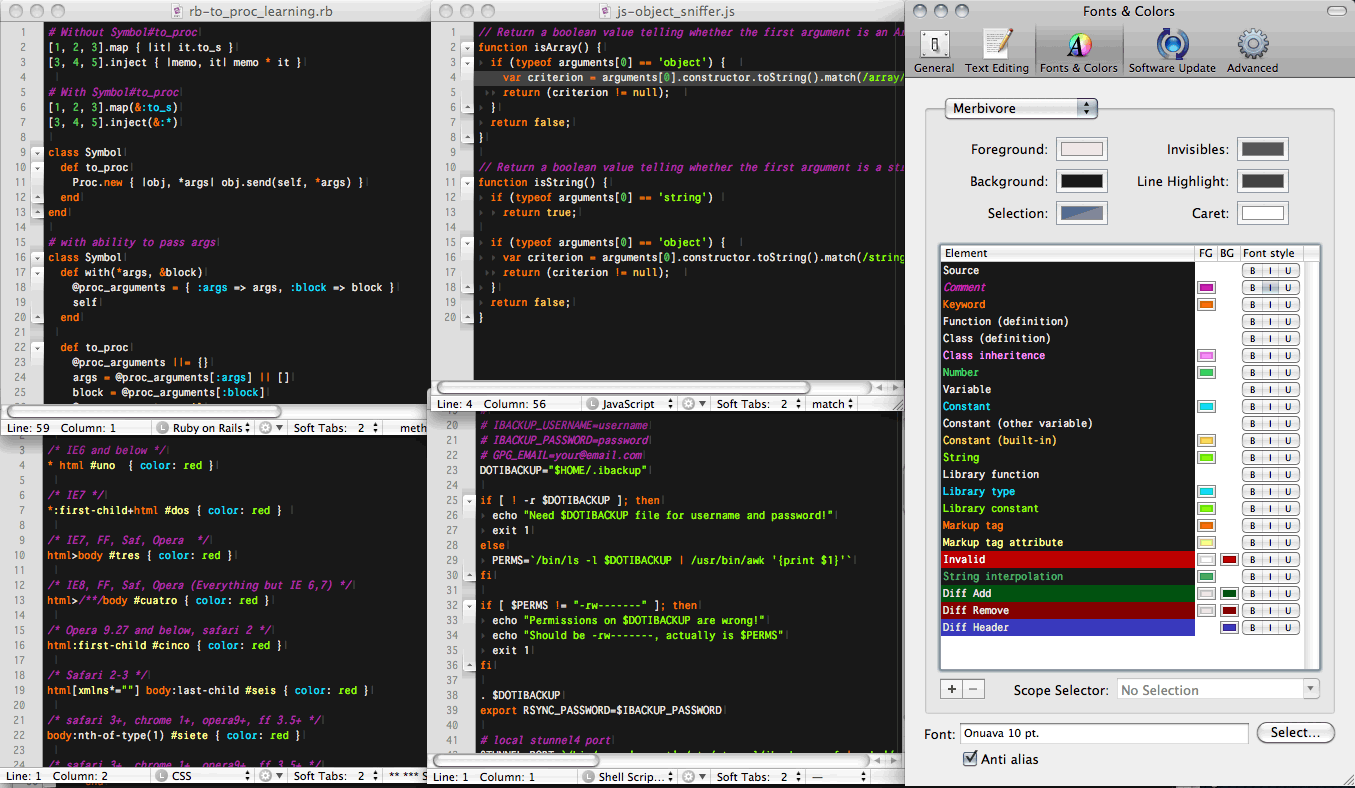 rb-to_proc_learning.rb
1 # Without Symbol#to_proc
2 [1, 2, 3].map { |it| it.to_s }
3 [3, 4, 5].inject { |memo, it| memo * it }
4
5 # With Symbol#to_proc
6 [1, 2, 3].map(&:to_s)
7 [3, 4, 5].inject(&:*)
8
9 class Symbol
10 def to_proc
11 Proc.new { |obj, *args| obj.send(self, *args) }
12 end
13 end
14
15 # with ability to pass args
16 class Symbol
17 def with(*args, &block)
18 @proc_arguments = { :args => args, :block => block }
19 self
20 end
21
22 def to_proc
23 @proc_arguments ||= {}
24 args = @proc_arguments[:args] || []
25 block = @proc_arguments[:block]
Line: 59 Column: 1 Ruby on Rails Soft Tabs: 2 meth
js-object_sniffer.js
1 // Return a boolean value telling whether the first argument is an Ar
2 function isArray() {
3 if (typeof arguments[0] == 'object') {
4 var criterion = arguments[0].constructor.toString().match(/array/
5 return (criterion != null);
6 }
7 return false;
8 }
9
10 // Return a boolean value telling whether the first argument is a stri
11 function isString() {
12 if (typeof arguments[0] == 'string')
13 return true;
14
15 if (typeof arguments[0] == 'object') {
16 var criterion = arguments[0].constructor.toString().match(/string
17 return (criterion != null);
18 }
19 return false;
20 }
Line: 4 Column: 56 JavaScript Soft Tabs: 2 match
3 /* IE6 and below */
4 * html #uno { color: red }
5
6 /* IE7 */
7 *:first-child+html #dos { color: red }
8
9 /* IE7, FF, Saf, Opera */
10 html>body #tres { color: red }
11
12 /* IE8, FF, Saf, Opera (Everything but IE 6,7) */
13 html>/**/body #cuatro { color: red }
14
15 /* Opera 9.27 and below, safari 2 */
16 html:first-child #cinco { color: red }
17
18 /* Safari 2-3 */
19 html[xmlns*=""] body:last-child #seis { color: red }
20
21 /* safari 3+, chrome 1+, opera9+, ff 3.5+ */
22 body:nth-of-type(1) #siete { color: red }
23
24 /* safari 3+, chrome 1+, opera9+, ff 3.5+ */
Line: 1 Column: 2 CSS Soft Tabs: 2 ** *** S
20 # IBACKUP_USERNAME=username
21 # IBACKUP_PASSWORD=password
22 # GPG_EMAIL=your@email.com
23 DOTIBACKUP="$HOME/.ibackup"
24
25 if [ ! -r $DOTIBACKUP ]; then
26 echo "Need $DOTIBACKUP file for username and password!"
27 exit 1
28 else
29 PERMS=`/bin/ls -l $DOTIBACKUP | /usr/bin/awk '{print $1}'`
30 fi
31
32 if [ $PERMS != "-rw-------" ]; then
33 echo "Permissions on $DOTIBACKUP are wrong!"
34 echo "Should be -rw-------, actually is $PERMS"
35 exit 1
36 fi
37
38 . $DOTIBACKUP
39 export RSYNC_PASSWORD=$IBACKUP_PASSWORD
40
41 # local stunnel4 port
Line: 1 Column: 1 Shell Scrip... Soft Tabs: 2 —
Fonts & Colors
General Text Editing Fonts & Colors Software Update Advanced
Merbivore
Foreground: Invisibles:
Background: Line Highlight:
Selection: Caret:
Element FG BG Font style
Source B I U
Comment B I U
Keyword B I U
Function (definition) B I U
Class (definition) B I U
Class inheritence B I U
Number B I U
Variable B I U
Constant B I U
Constant (other variable) B I U
Constant (built-in) B I U
String B I U
Library function B I U
Library type B I U
Library constant B I U
Markup tag B I U
Markup tag attribute B I U
Invalid B I U
String interpolation B I U
Diff Add B I U
Diff Remove B I U
Diff Header B I U
+ − Scope Selector: No Selection
Font: Onuava 10 pt. Select...
Anti alias